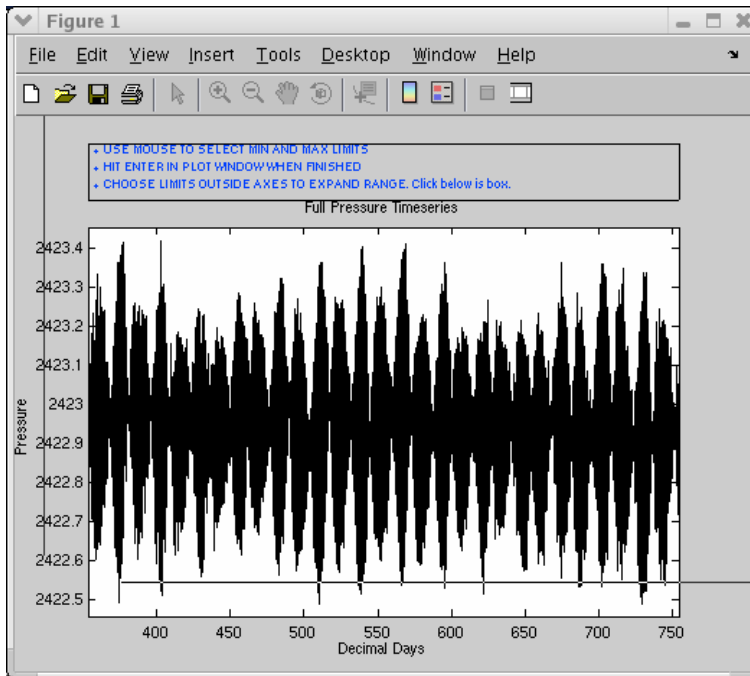 Figure 1
File Edit View Insert Tools Desktop Window Help
+ USE MOUSE TO SELECT MIN AND MAX LIMITS
+ HIT ENTER IN PLOT WINDOW WHEN FINISHED
+ CHOOSE LIMITS OUTSIDE AXES TO EXPAND RANGE. Click below is box.
Full Pressure Timeseries
2423.4
2423.3
2423.2
2423.1
2423
2422.9
2422.8
2422.7
2422.6
2422.5
Pressure
400 450 500 550 600 650 700 750
Decimal Days